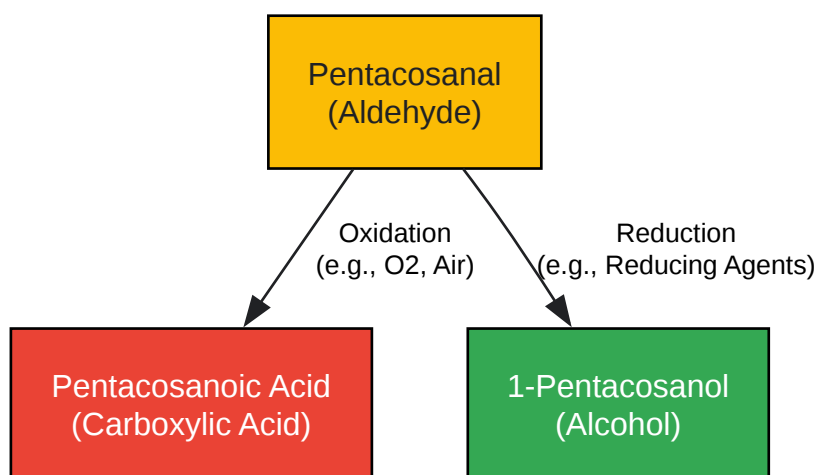 Pentacosanal
(Aldehyde)
Oxidation
(e.g., O2, Air)
Reduction
(e.g., Reducing Agents)
Pentacosanoic Acid
(Carboxylic Acid)
1-Pentacosanol
(Alcohol)